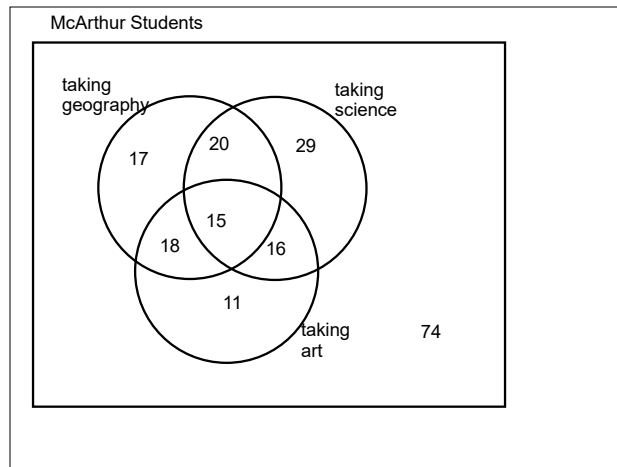 McArthur Students
taking
geography
taking
science
17
20
29
15
18
16
11
taking
art
74